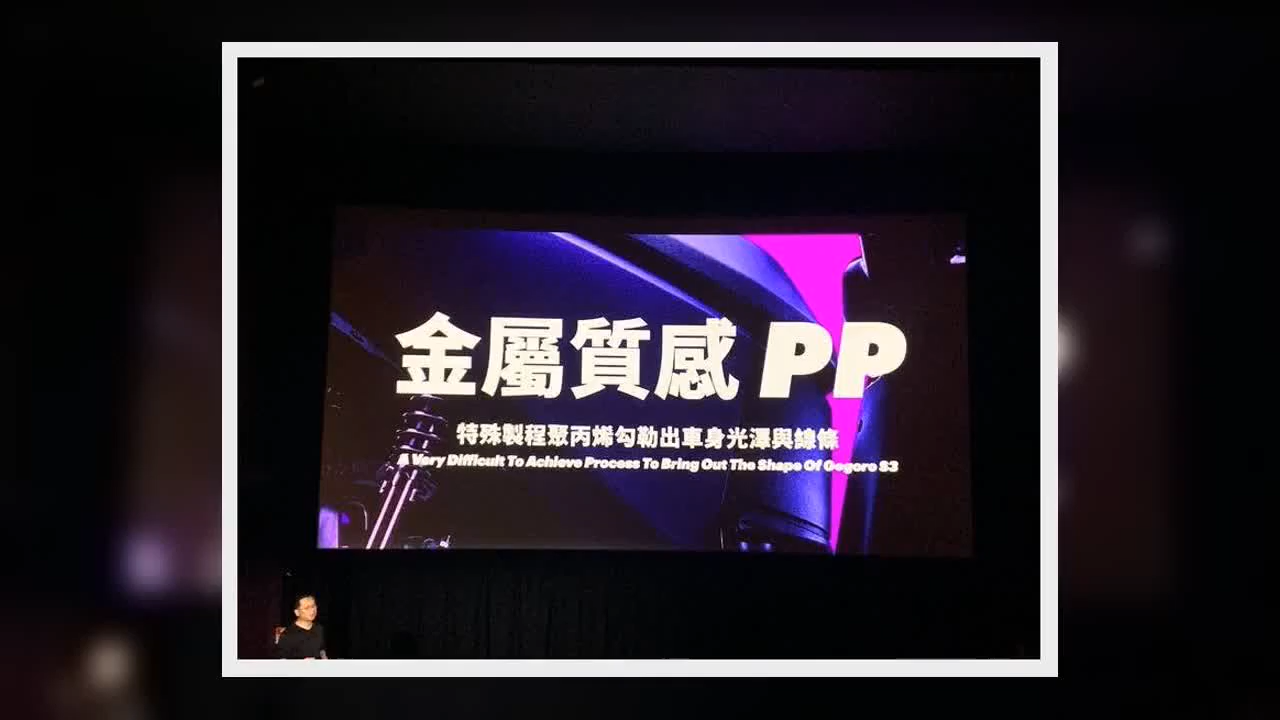 金屬質感 PP
特殊製程聚丙烯勾勒出車身光澤與線條
A Very Difficult To Achieve Process To Bring Out The Shape Of Gogoro S3